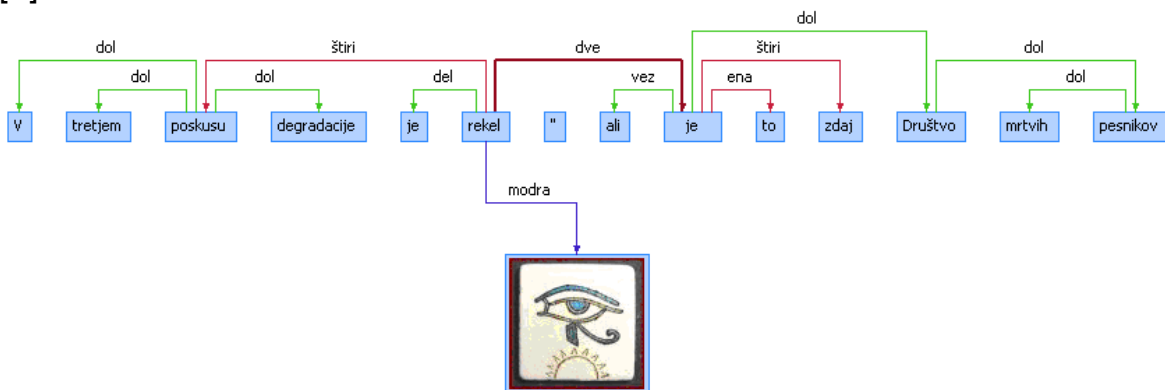 dol
dol štiri dve štiri dol
dol dol del vez ena dol
V tretjem poskusu degradacije je rekel " ali je to zdaj Društvo mrtvih pesnikov
modra